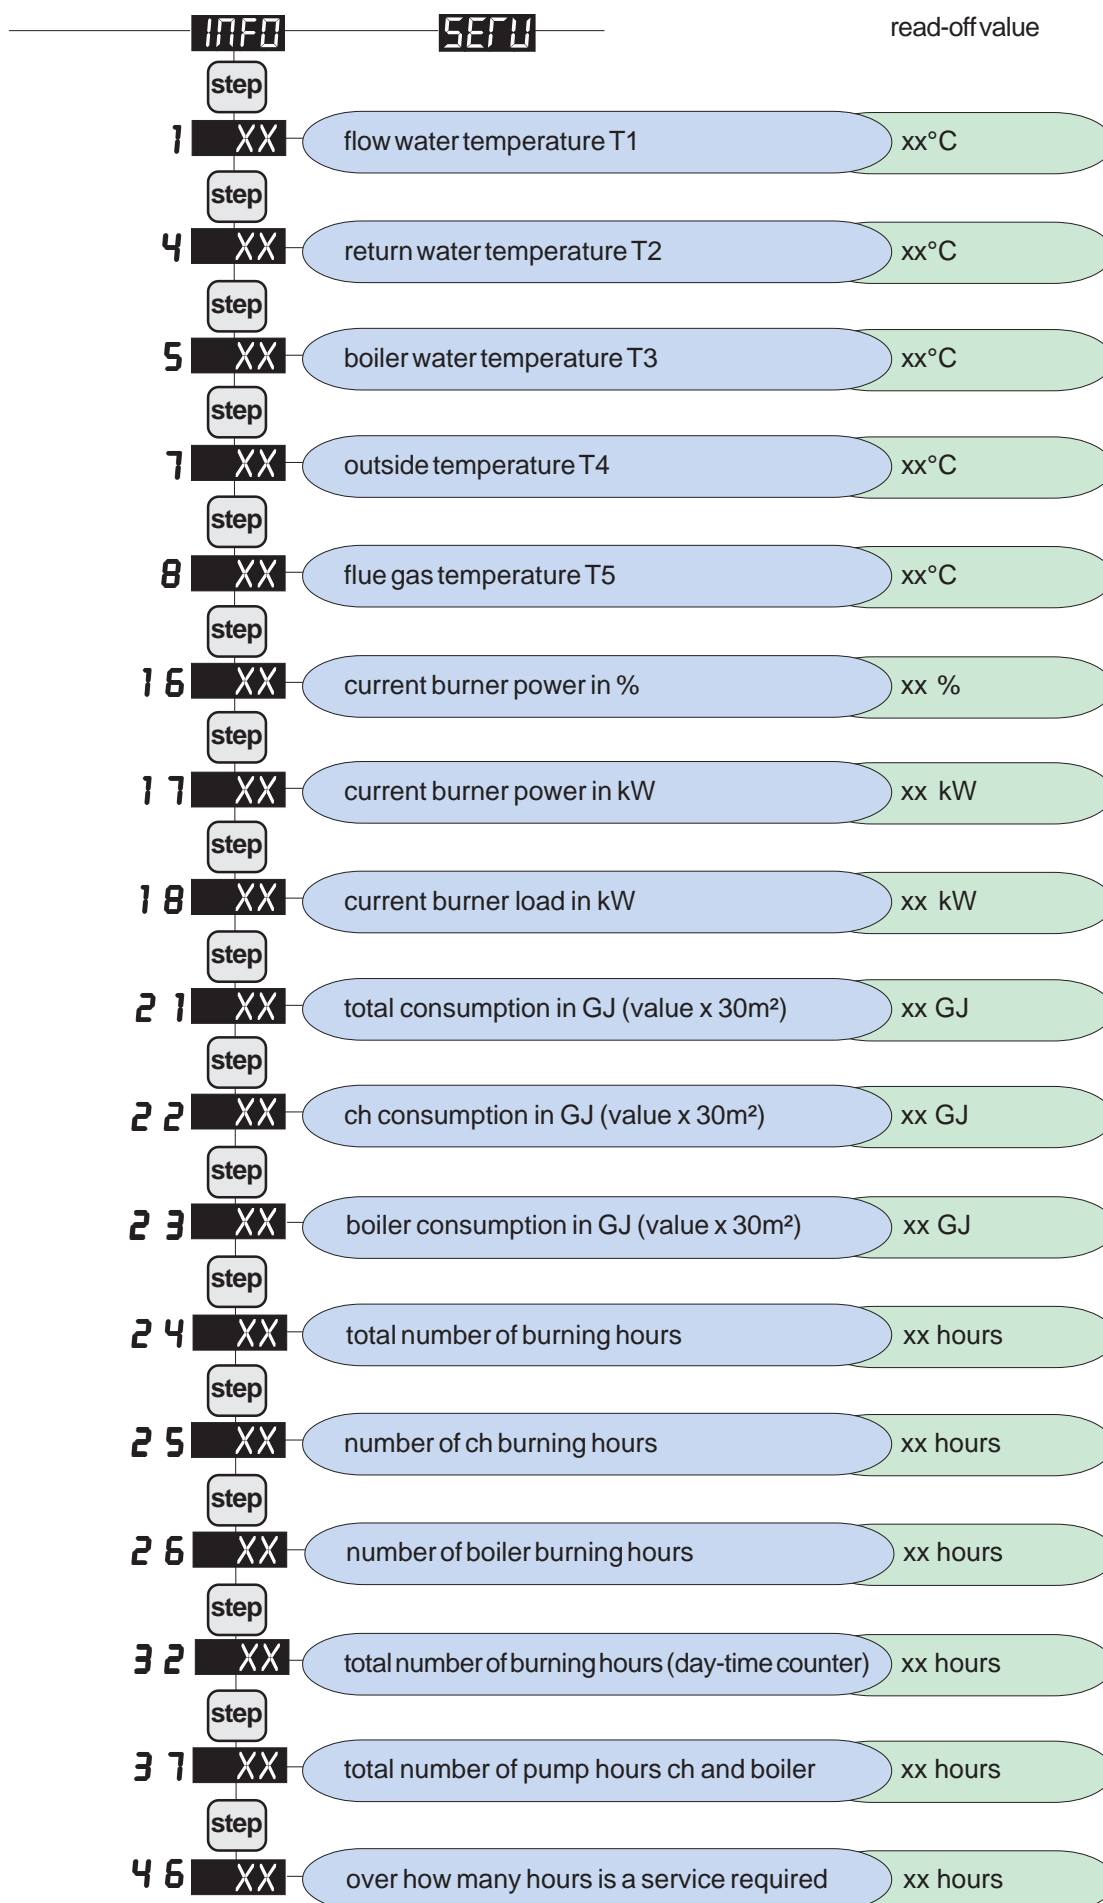 INFO SERV read-off value
step
1 XX flow water temperature T1 xx°C
step
4 XX return water temperature T2 xx°C
step
5 XX boiler water temperature T3 xx°C
step
7 XX outside temperature T4 xx°C
step
8 XX flue gas temperature T5 xx°C
step
16 XX current burner power in % xx %
step
17 XX current burner power in kW xx kW
step
18 XX current burner load in kW xx kW
step
21 XX total consumption in GJ (value x 30m²) xx GJ
step
22 XX ch consumption in GJ (value x 30m²) xx GJ
step
23 XX boiler consumption in GJ (value x 30m²) xx GJ
step
24 XX total number of burning hours xx hours
step
25 XX number of ch burning hours xx hours
step
26 XX number of boiler burning hours xx hours
step
32 XX total number of burning hours (day-time counter) xx hours
step
37 XX total number of pump hours ch and boiler xx hours
step
46 XX over how many hours is a service required xx hours